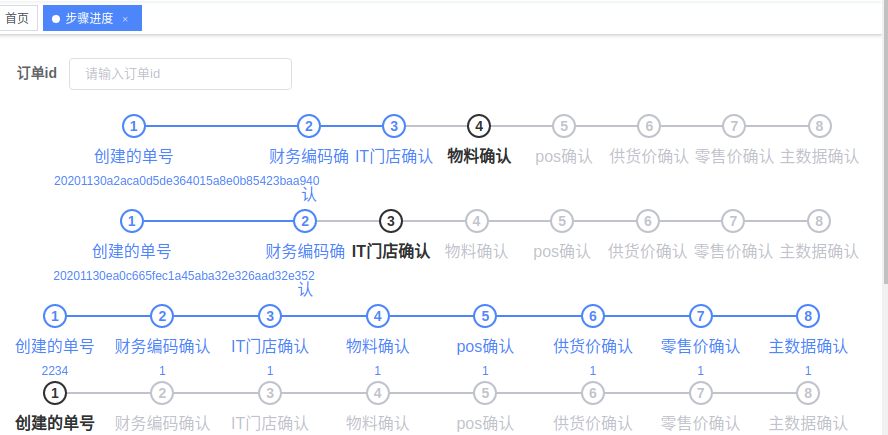 首页 步骤进度 ×
订单id 请输入订单id
1 2 3 4 5 6 7 8
创建的单号 财务编码确认 IT门店确认 物料确认 pos确认 供货价确认 零售价确认 主数据确认
20201130a2aca0d5de364015a8e0b85423baa940
1 2 3 4 5 6 7 8
创建的单号 财务编码确认 IT门店确认 物料确认 pos确认 供货价确认 零售价确认 主数据确认
20201130ea0c665fec1a45aba32e326aad32e352
1 2 3 4 5 6 7 8
创建的单号 财务编码确认 IT门店确认 物料确认 pos确认 供货价确认 零售价确认 主数据确认
2234 1 1 1 1 1 1 1
1 2 3 4 5 6 7 8
创建的单号 财务编码确认 IT门店确认 物料确认 pos确认 供货价确认 零售价确认 主数据确认